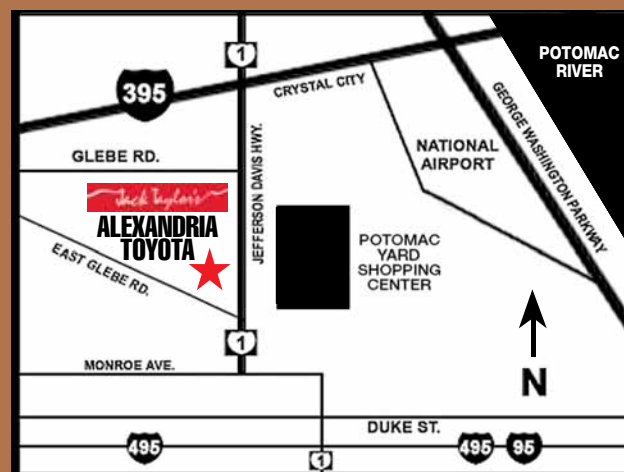 1
POTOMAC
RIVER
395
CRYSTAL CITY
GEORGE WASHINGTON PARKWAY
GLEBE RD.
NATIONAL
AIRPORT
JEFFERSON DAVIS HWY.
Jack Taylor's
ALEXANDRIA
TOYOTA
EAST GLEBE RD.
POTOMAC
YARD
SHOPPING
CENTER
1
MONROE AVE.
N
DUKE ST.
495
495
95
1